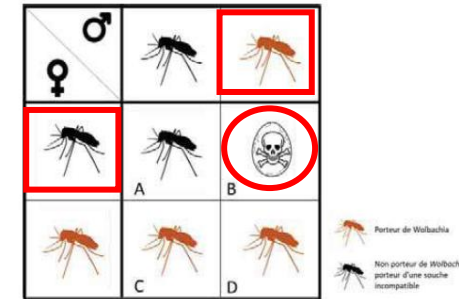 A
B
C
D
Porteur de Wolbachia
Non porteur de Wolbach
porteur d'une souche
incompatible